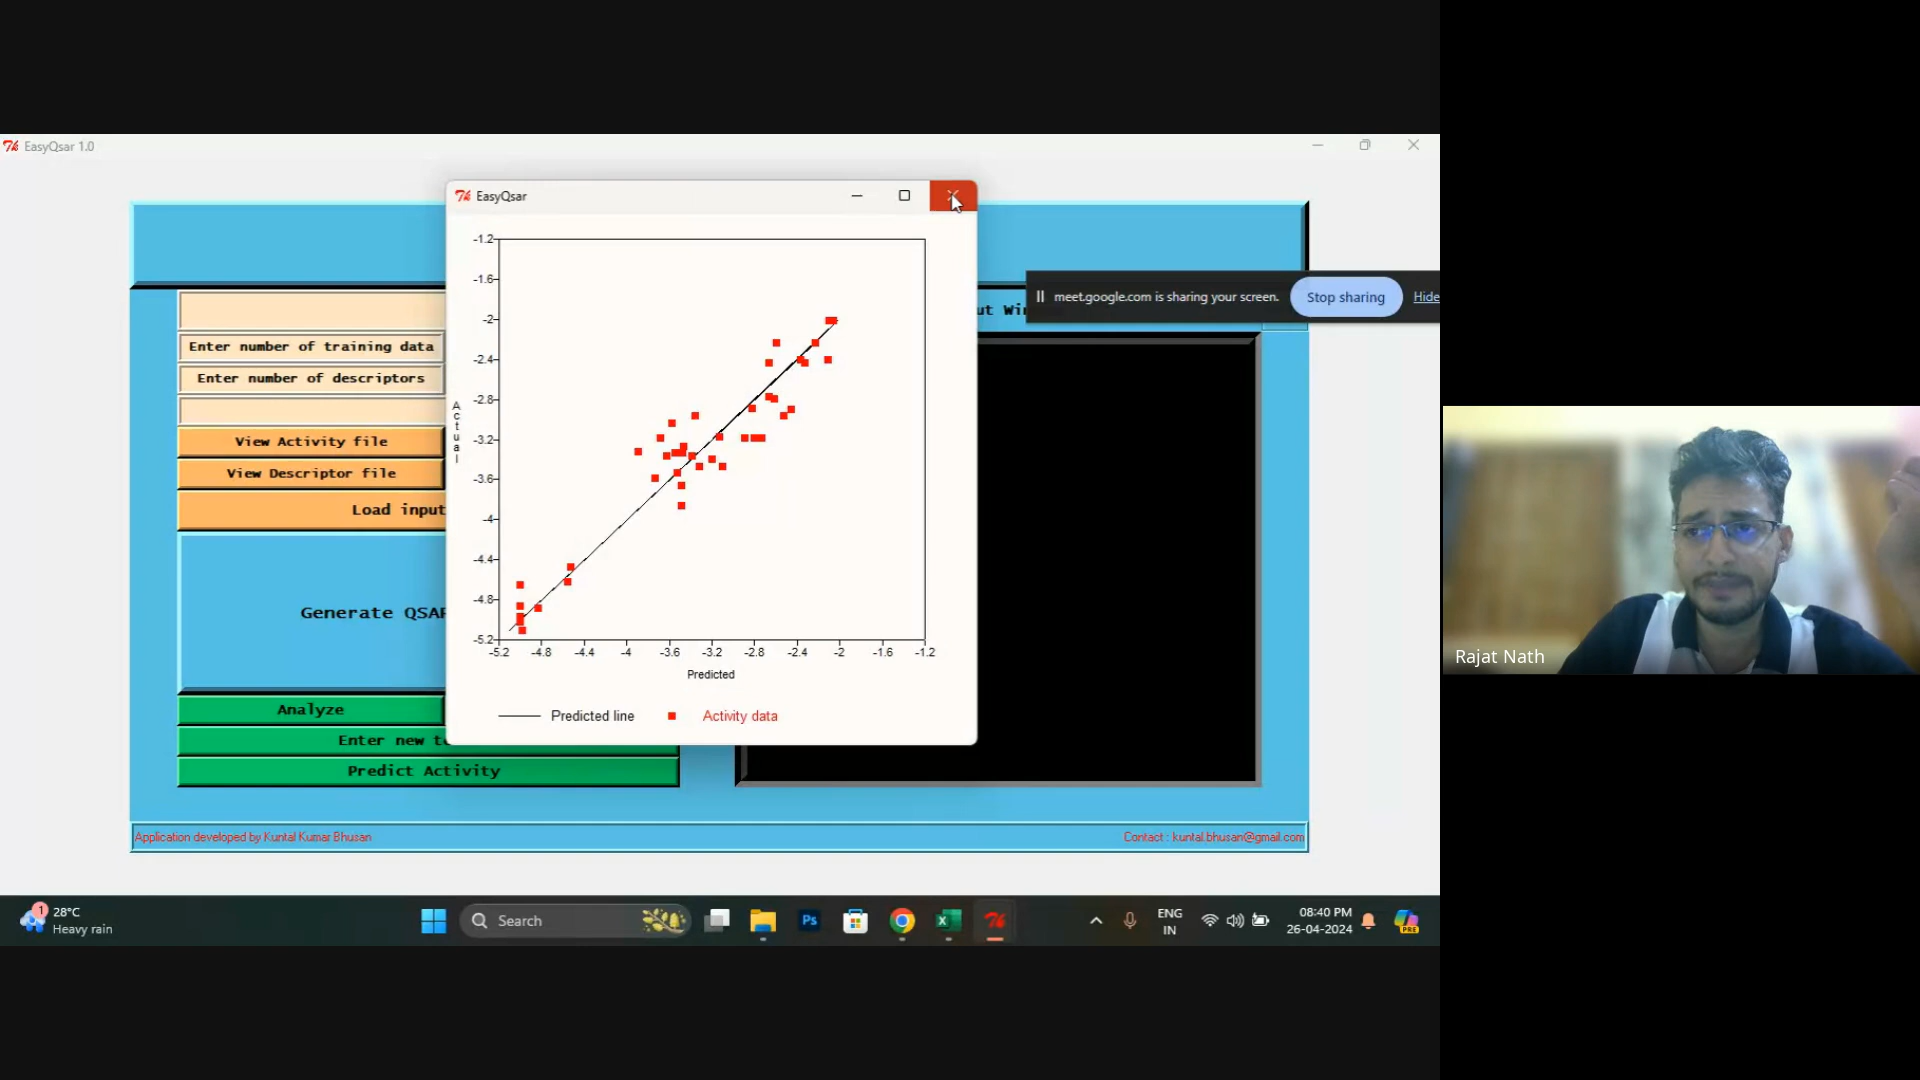 EasyQsar 1.0
EasyQsar
meet.google.com is sharing your screen.
Stop sharing
Hide
Enter number of training data
Enter number of descriptors
View Activity file
View Descriptor file
Load input
Generate QSAR
Analyze
Enter new t
Predict Activity
ut Wi
-1.2
-1.6
-2
-2.4
-2.8
-3.2
-3.6
-4
-4.4
-4.8
-5.2
Actual
-5.2 -4.8 -4.4 -4 -3.6 -3.2 -2.8 -2.4 -2 -1.6 -1.2
Predicted
Predicted line
Activity data
Application developed by Kuntal Kumar Bhusan
Contact : kuntal.bhusan@gmail.com
Rajat Nath
1
28°C
Heavy rain
Search
Ps
ENG
IN
08:40 PM
26-04-2024
PRE